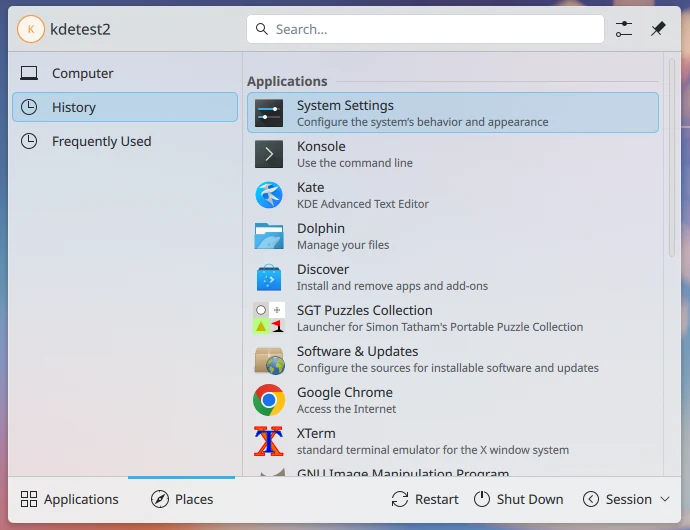 K kdetest2
Search...
Computer
History
Frequently Used
Applications
System Settings
Configure the system's behavior and appearance
Konsole
Use the command line
Kate
KDE Advanced Text Editor
Dolphin
Manage your files
Discover
Install and remove apps and add-ons
SGT Puzzles Collection
Launcher for Simon Tatham's Portable Puzzle Collection
Software & Updates
Configure the sources for installable software and updates
Google Chrome
Access the Internet
XTerm
standard terminal emulator for the X window system
GNU Image Manipulation Program
Applications
Places
Restart
Shut Down
Session